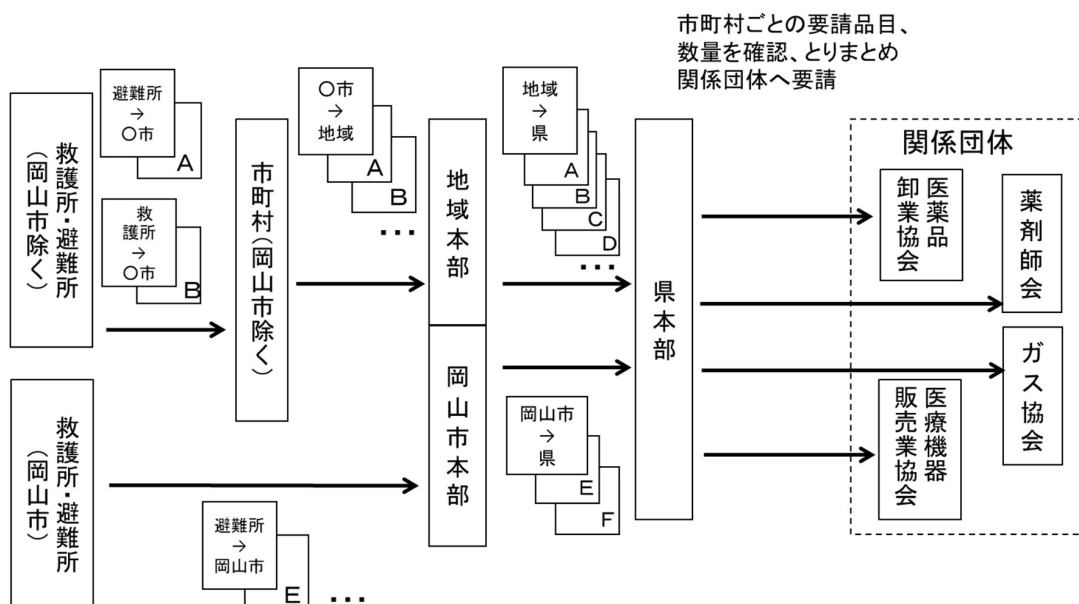 市町村ごとの要請品目、
数量を確認、とりまとめ
関係団体へ要請
救護所・避難所
（岡山市除く）
避難所
→
○市
A
救
護所
→
○市
B
市町村（岡山市除く）
○市
→
地域
A
B
…
地域本部
地域
→
県
A
B
C
D
…
県本部
関係団体
医薬品
卸業協会
薬剤師会
ガス協会
医療機器
販売業協会
救護所・避難所
（岡山市）
避難所
→
岡山市
E
…
岡山市本部
岡山市
→
県
E
F